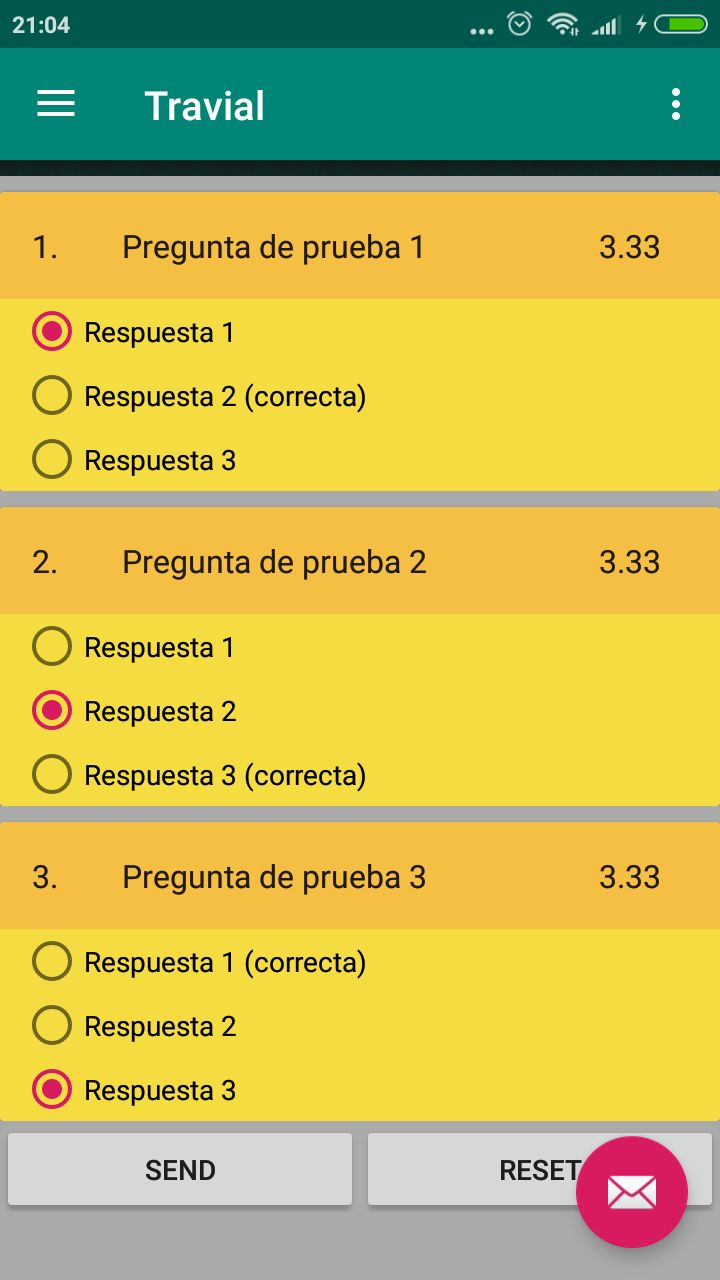 21:04
Travial
1. Pregunta de prueba 1 3.33
Respuesta 1
Respuesta 2 (correcta)
Respuesta 3
2. Pregunta de prueba 2 3.33
Respuesta 1
Respuesta 2
Respuesta 3 (correcta)
3. Pregunta de prueba 3 3.33
Respuesta 1 (correcta)
Respuesta 2
Respuesta 3
SEND RESET